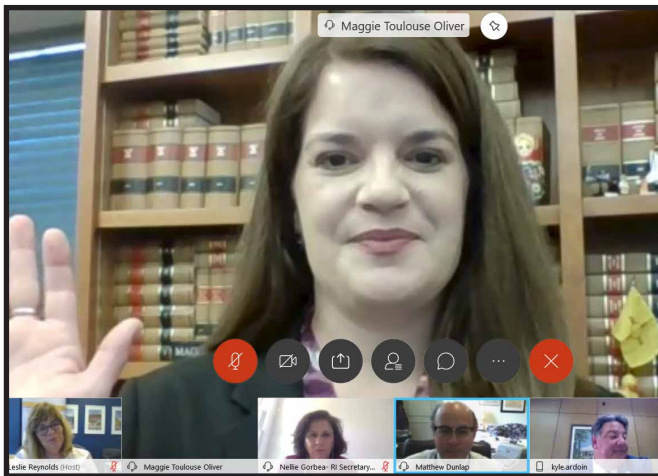 Maggie Toulouse Oliver
Leslie Reynolds (Host)
Maggie Toulouse Oliver
Nellie Gorbea- RI Secretary...
Matthew Dunlap
kyle.ardoin